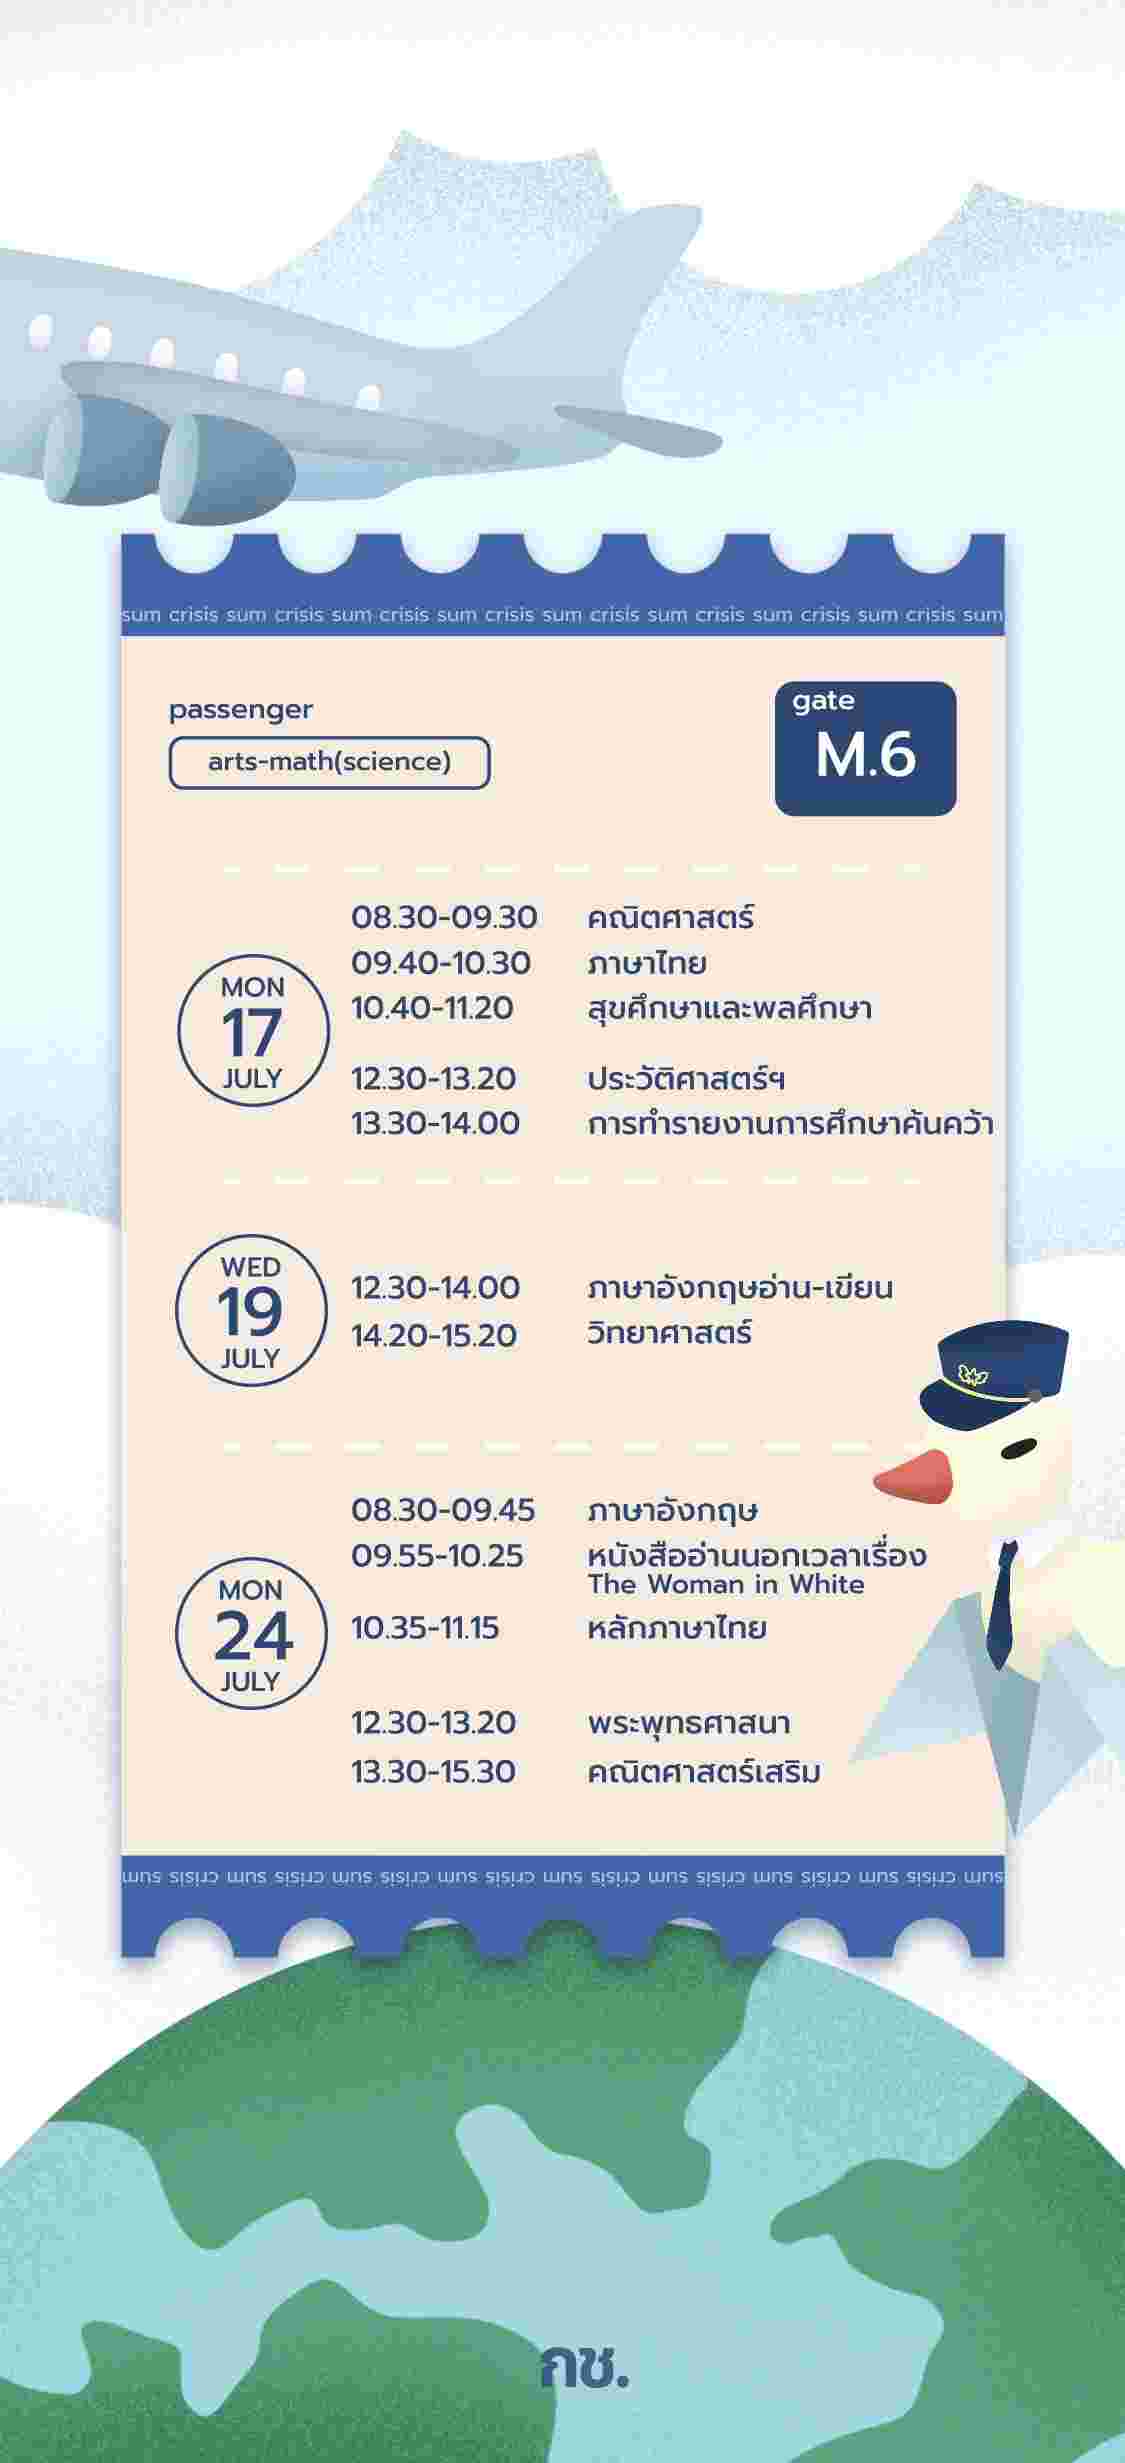 sum crisis sum crisis sum crisis sum crisis sum crisis sum crisis sum crisis sum crisis sum
passenger
arts-math(science)
gate
M.6
MON
17
JULY
08.30-09.30 คณิตศาสตร์
09.40-10.30 ภาษาไทย
10.40-11.20 สุขศึกษาและพลศึกษา
12.30-13.20 ประวัติศาสตร์ฯ
13.30-14.00 การทำรายงานการศึกษาค้นคว้า
WED
19
JULY
12.30-14.00 ภาษาอังกฤษอ่าน-เขียน
14.20-15.20 วิทยาศาสตร์
MON
24
JULY
08.30-09.45 ภาษาอังกฤษ
09.55-10.25 หนังสืออ่านนอกเวลาเรื่อง
The Woman in White
10.35-11.15 หลักภาษาไทย
12.30-13.20 พระพุทธศาสนา
13.30-15.30 คณิตศาสตร์เสริม
sum crisis sum crisis sum crisis sum crisis sum crisis sum crisis sum crisis sum crisis sum
กช.